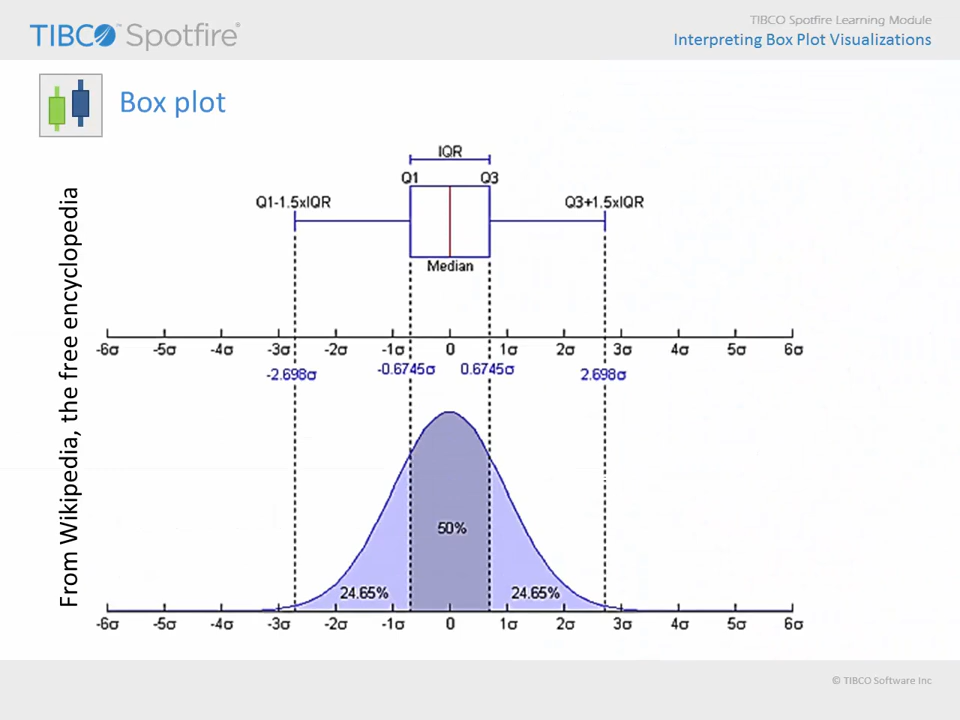 TIBCO™ Spotfire®
TIBCO Spotfire Learning Module
Interpreting Box Plot Visualizations
Box plot
From Wikipedia, the free encyclopedia
IQR
Q1 Q3
Q1-1.5xIQR Q3+1.5xIQR
Median
-6σ -5σ -4σ -3σ -2σ -1σ 0 1σ 2σ 3σ 4σ 5σ 6σ
-2.698σ -0.6745σ 0.6745σ 2.698σ
50%
24.65% 24.65%
-6σ -5σ -4σ -3σ -2σ -1σ 0 1σ 2σ 3σ 4σ 5σ 6σ
© TIBCO Software Inc